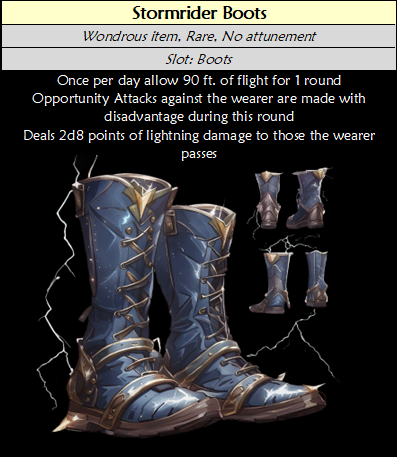 Stormrider Boots
Wondrous item, Rare, No attunement
Slot: Boots
Once per day allow 90 ft. of flight for 1 round
Opportunity Attacks against the wearer are made with
disadvantage during this round
Deals 2d8 points of lightning damage to those the wearer
passes